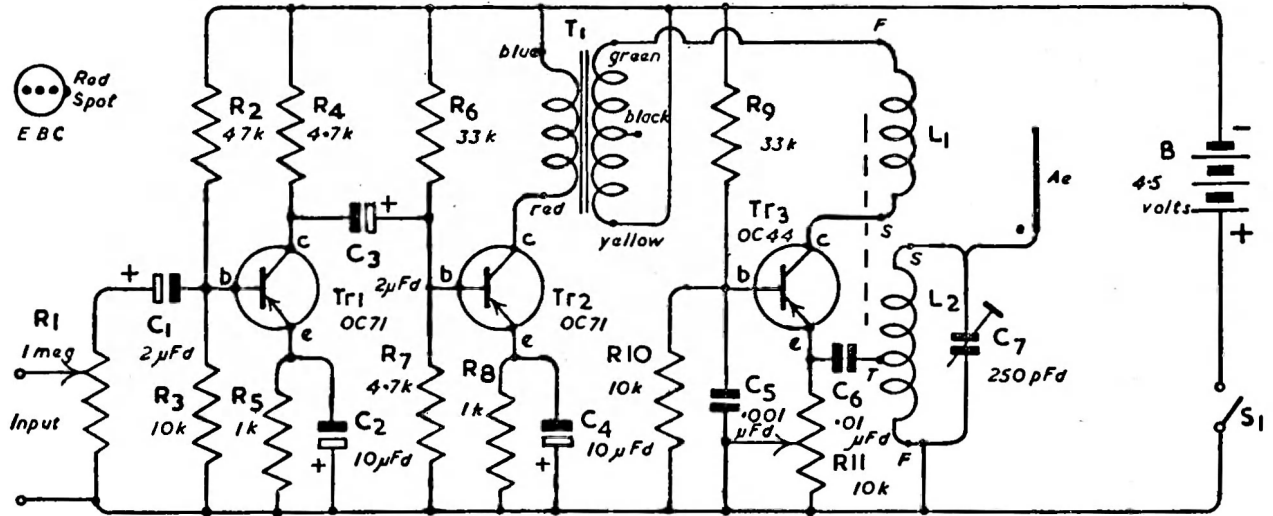 Red
Spot
E B C
R2
47k
R4
4.7k
R6
33k
blue
T1
green
black
red
yellow
R9
33k
F
L1
S
Ae
B
-
4.5
volts
+
+
C3
2µFd
b
c
e
Tr1
OC71
b
c
e
Tr2
OC71
Tr3
OC44
b
c
e
S
L2
T
F
C7
250pFd
R1
1 meg
Input
+
C1
2µFd
R3
10k
R5
1k
C2
10µFd
+
R7
4.7k
R8
1k
C4
10µFd
+
R10
10k
C5
.001
µFd
C6
.01
µFd
R11
10k
S1